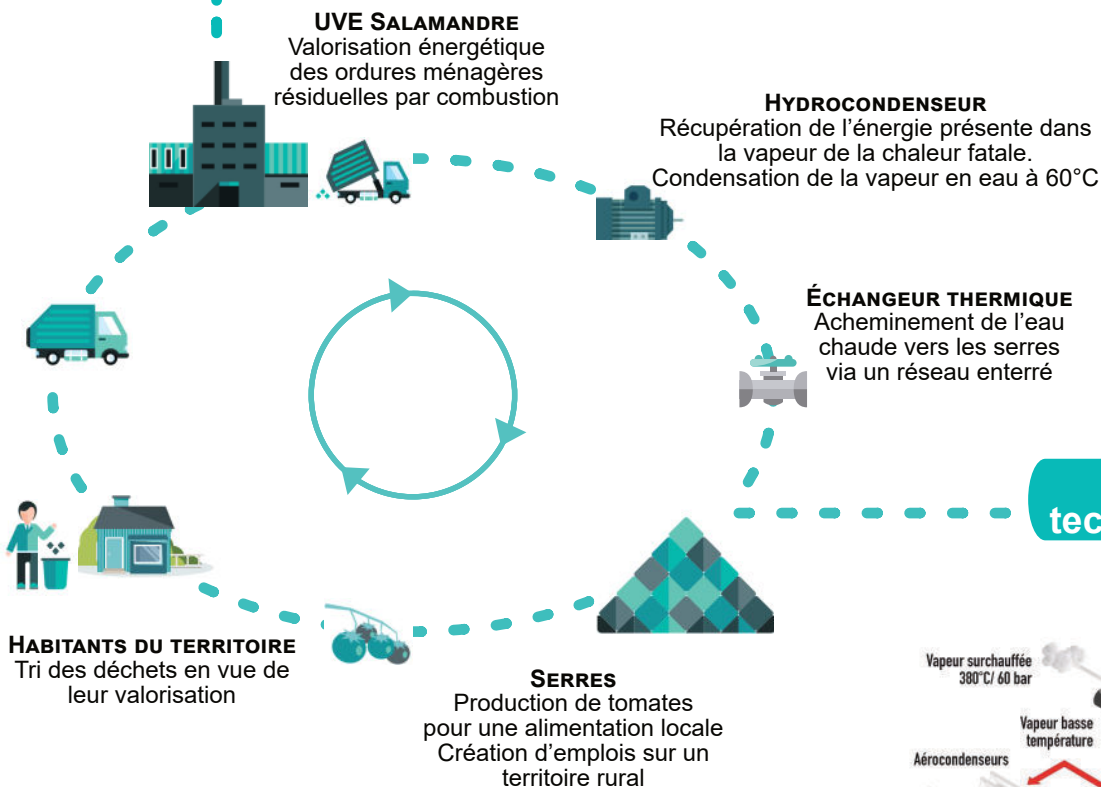 UVE SALAMANDRE
Valorisation énergétique
des ordures ménagères
résiduelles par combustion
HYDROCONDENSEUR
Récupération de l’énergie présente dans
la vapeur de la chaleur fatale.
Condensation de la vapeur en eau à 60°C
ÉCHANGEUR THERMIQUE
Acheminement de l’eau
chaude vers les serres
via un réseau enterré
tec
HABITANTS DU TERRITOIRE
Tri des déchets en vue de
leur valorisation
SERRES
Production de tomates
pour une alimentation locale
Création d’emplois sur un
territoire rural
Vapeur surchauffée
380°C/ 60 bar
Vapeur basse
température
Aérocondenseurs